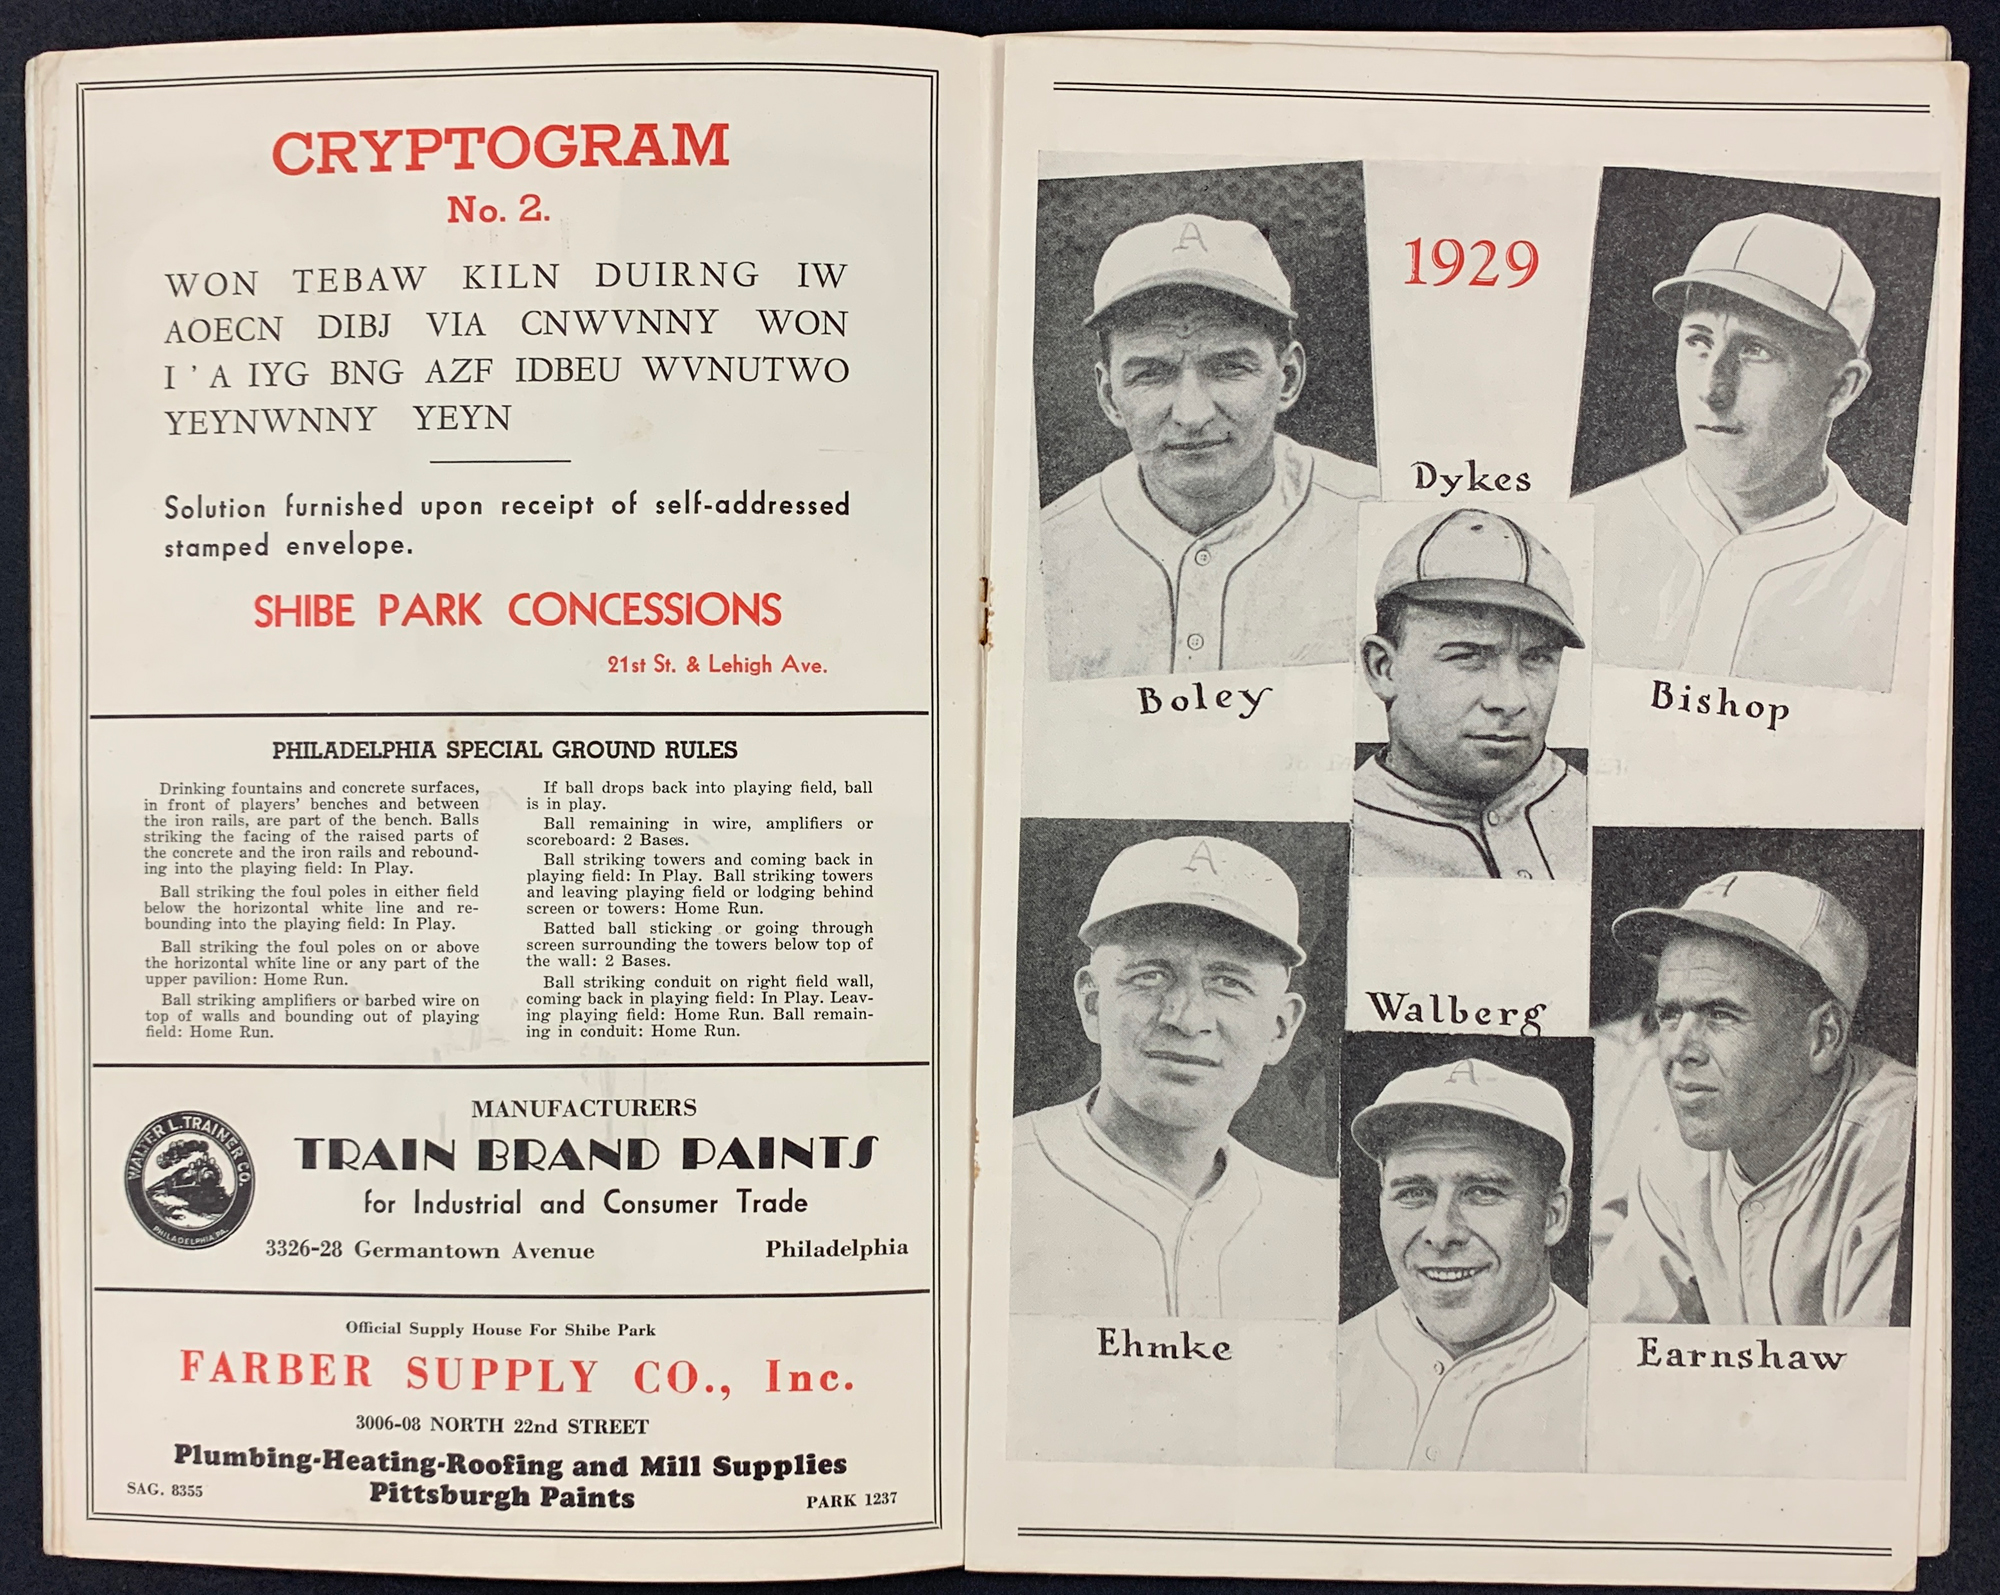 CRYPTOGRAM
No. 2.
WON TEBAW KILN DUIRNG IW
AOECN DIBJ VIA CNWVNNY WON
I ' A IYG BNG AZF IDBEU WVNUTWO
YEYNWNNY YEYN
Solution furnished upon receipt of self-addressed
stamped envelope.
SHIBE PARK CONCESSIONS
21st St. & Lehigh Ave.
PHILADELPHIA SPECIAL GROUND RULES
Drinking fountains and concrete surfaces,
in front of players' benches and between
the iron rails, are part of the bench. Balls
striking the facing of the raised parts of
the concrete and the iron rails and rebound-
ing into the playing field: In Play.
Ball striking the foul poles in either field
below the horizontal white line and re-
bounding into the playing field: In Play.
Ball striking the foul poles on or above
the horizontal white line or any part of the
upper pavilion: Home Run.
Ball striking amplifiers or barbed wire on
top of walls and bounding out of playing
field: Home Run.
If ball drops back into playing field, ball
is in play.
Ball remaining in wire, amplifiers or
scoreboard: 2 Bases.
Ball striking towers and coming back in
playing field: In Play. Ball striking towers
and leaving playing field or lodging behind
screen or towers: Home Run.
Batted ball sticking or going through
screen surrounding the towers below top of
the wall: 2 Bases.
Ball striking conduit on right field wall,
coming back in playing field: In Play. Leav-
ing playing field: Home Run. Ball remain-
ing in conduit: Home Run.
WALTER L. TRAINER CO.
PHILADELPHIA PA.
MANUFACTURERS
TRAIN BRAND PAINTS
for Industrial and Consumer Trade
3326-28 Germantown Avenue Philadelphia
Official Supply House For Shibe Park
FARBER SUPPLY CO., Inc.
3006-08 NORTH 22nd STREET
Plumbing-Heating-Roofing and Mill Supplies
Pittsburgh Paints
SAG. 8355
PARK 1237
1929
A
Dykes
Boley
Bishop
A
A
Walberg
A
Ehmke
Earnshaw